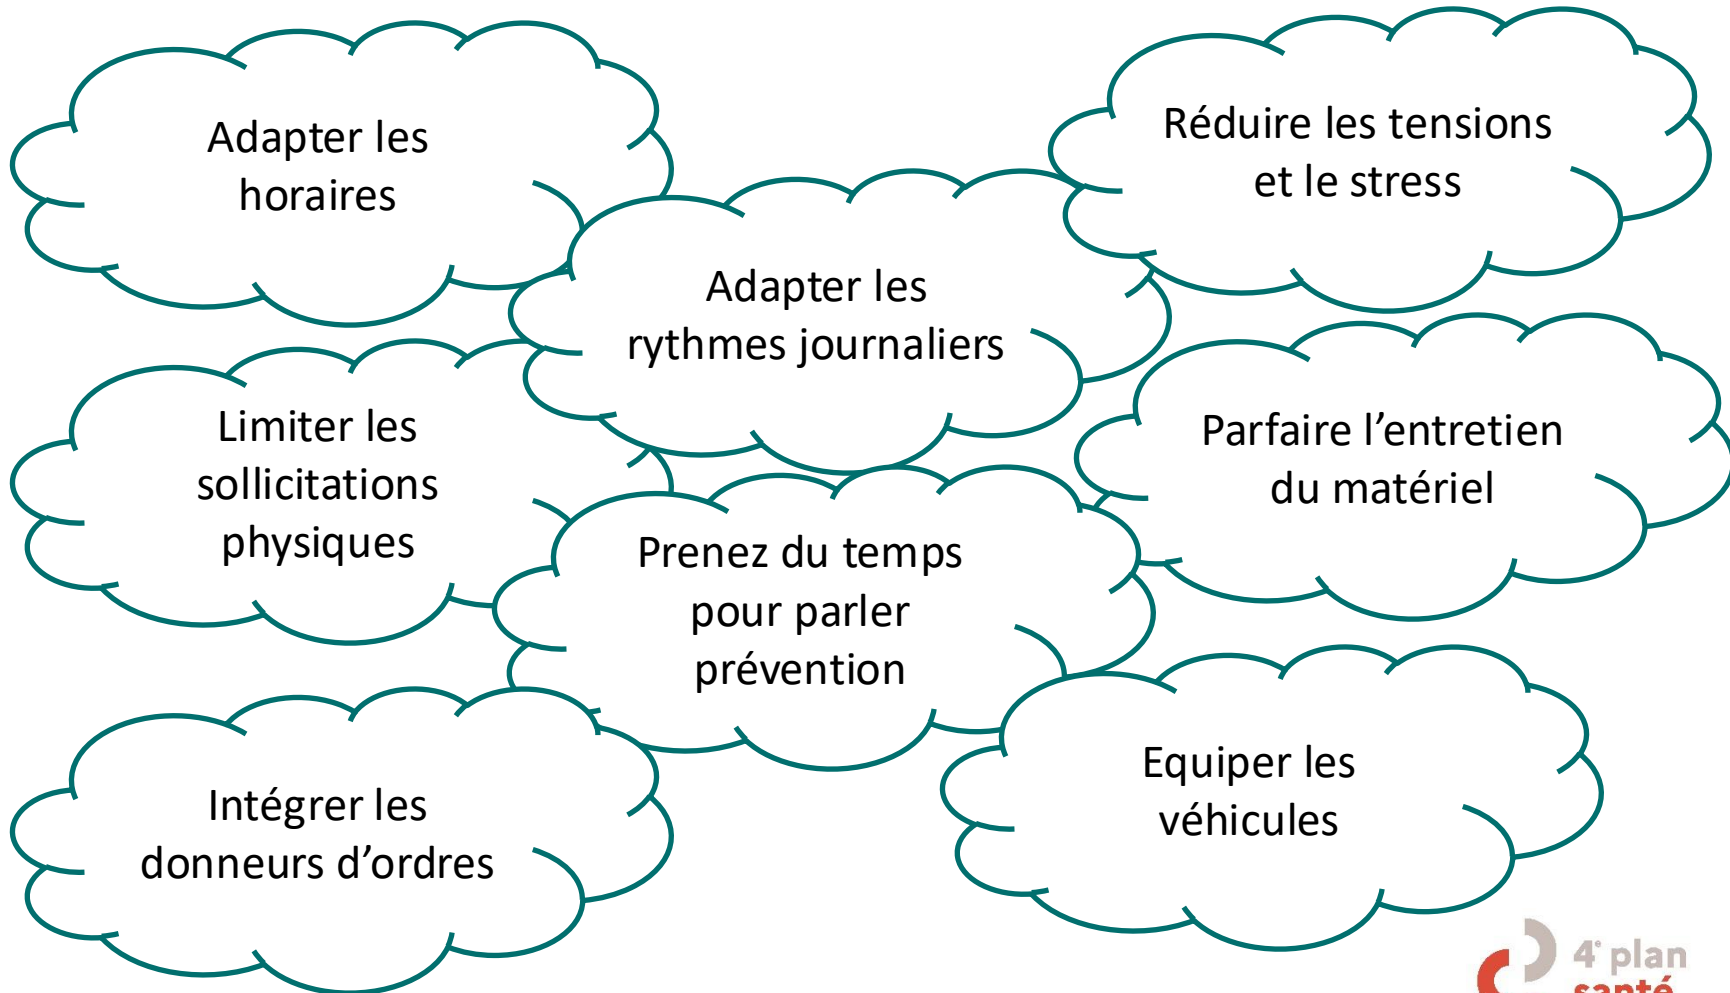 Adapter les
horaires
Réduire les tensions
et le stress
Adapter les
rythmes journaliers
Limiter les
sollicitations
physiques
Parfaire l’entretien
du matériel
Prenez du temps
pour parler
prévention
Intégrer les
donneurs d’ordres
Equiper les
véhicules
4e plan
santé